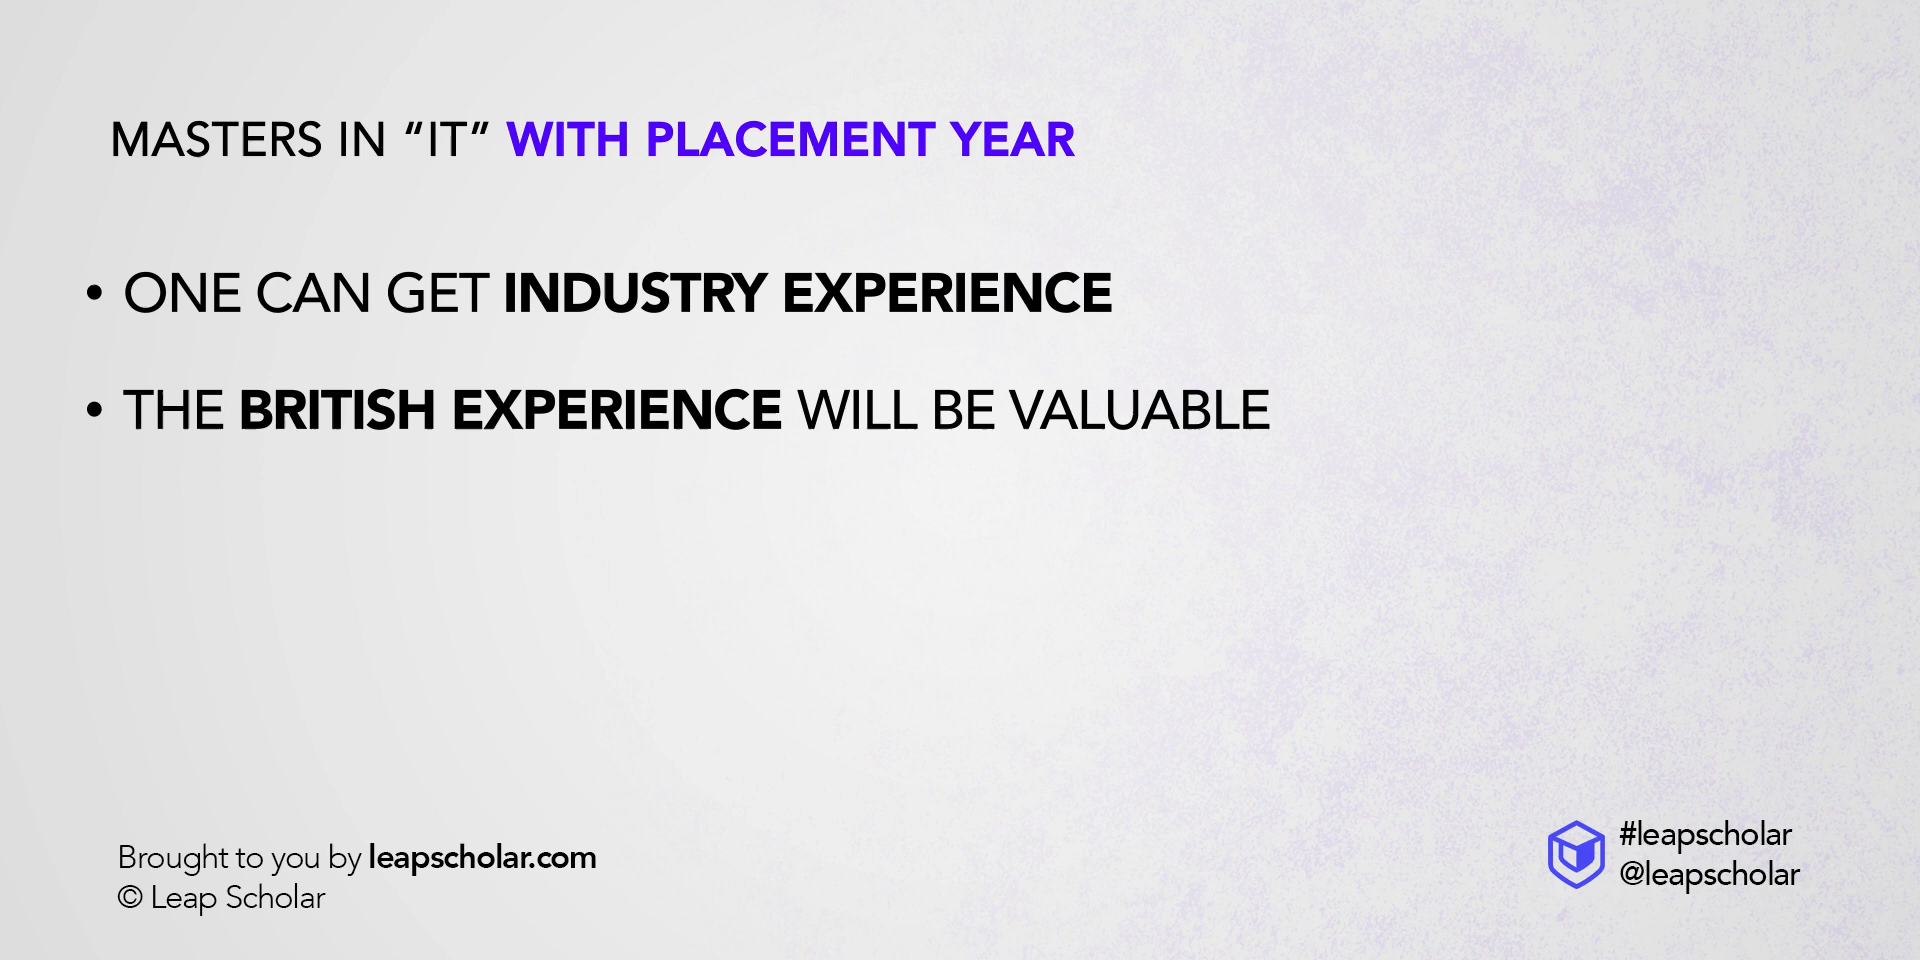 MASTERS IN “IT” WITH PLACEMENT YEAR
• ONE CAN GET INDUSTRY EXPERIENCE
• THE BRITISH EXPERIENCE WILL BE VALUABLE
Brought to you by leapscholar.com
© Leap Scholar
#leapscholar
@leapscholar